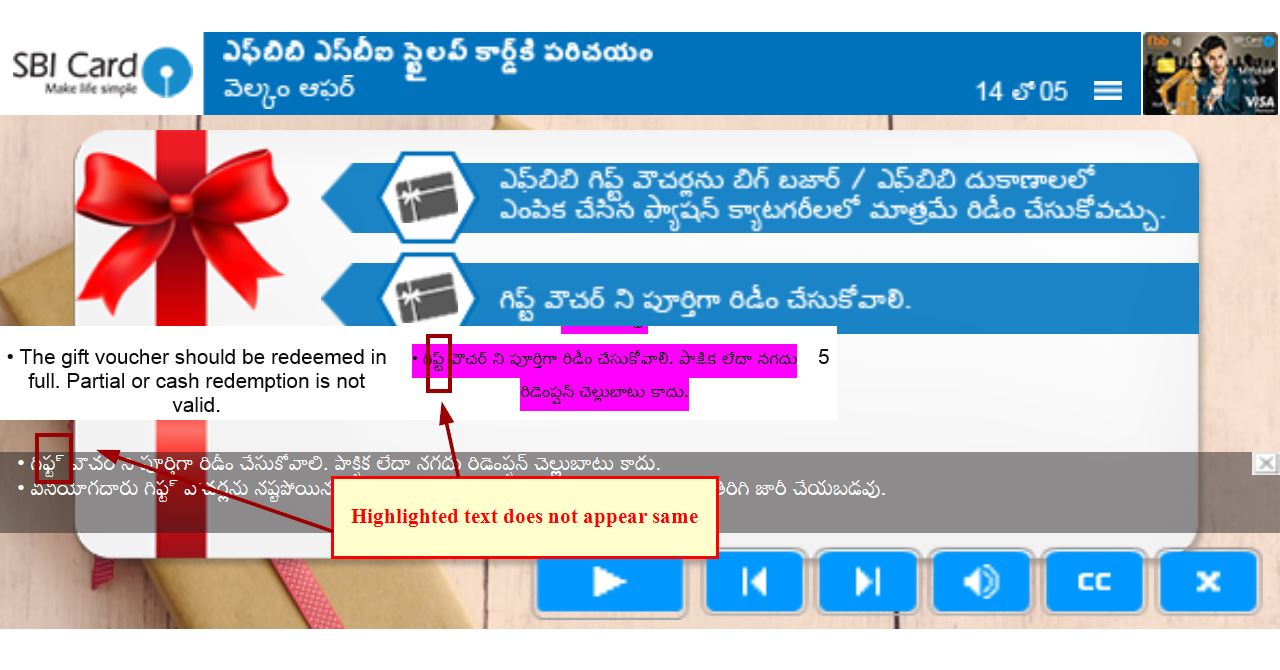 SBI Card
Make life simple
ఎఫ్‌బిబి ఎస్‌బీఐ స్టైలప్ కార్డ్‌కి పరిచయం
వెల్కం ఆఫర్
14 లో 05
fbb
SBI Card
VISA
ఎఫ్‌బిబి గిఫ్ట్ వౌచర్లను బిగ్ బజార్ / ఎఫ్‌బిబి దుకాణాలలో
ఎంపిక చేసిన ఫ్యాషన్ క్యాటగరీలలో మాత్రమే రిడీం చేసుకోవచ్చు.
గిఫ్ట్ వౌచర్ ని పూర్తిగా రిడీం చేసుకోవాలి.
• The gift voucher should be redeemed in
full. Partial or cash redemption is not
valid.
• గిఫ్ట్ వౌచర్ ని పూర్తిగా రిడీం చేసుకోవాలి. పాక్షిక లేదా నగదు
రిడెంప్షన్ చెల్లుబాటు కాదు.
5
• గిఫ్ట్ వౌచర్ ని పూర్తిగా రిడీం చేసుకోవాలి. పాక్షిక లేదా నగదు రిడెంప్షన్ చెల్లుబాటు కాదు.
• వినియోగదారు గిఫ్ట్ వౌచర్లను నష్టపోయిన తిరిగి జారీ చేయబడవు.
Highlighted text does not appear same
CC